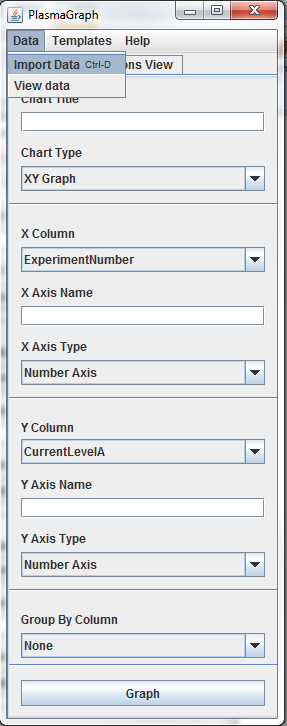 PlasmaGraph
Data Templates Help
Import Data Ctrl-D
ons View
View data
Chart Title
Chart Type
XY Graph
X Column
ExperimentNumber
X Axis Name
X Axis Type
Number Axis
Y Column
CurrentLevelA
Y Axis Name
Y Axis Type
Number Axis
Group By Column
None
Graph